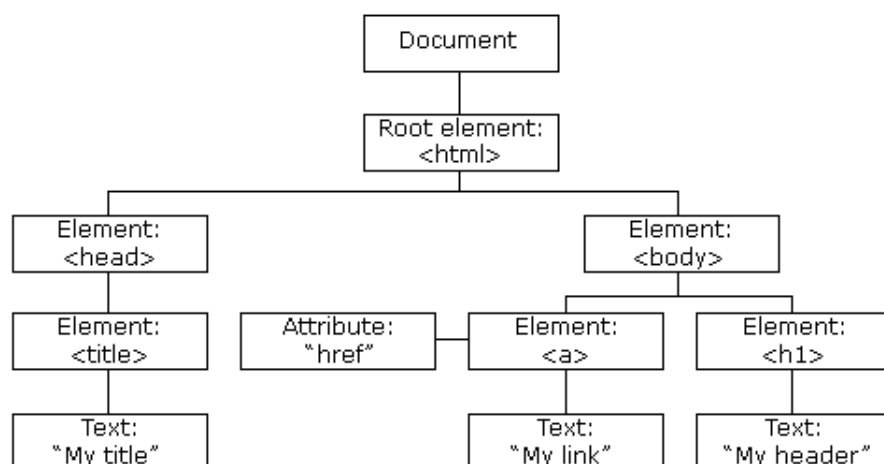 Document
Root element:
<html>
Element:
<head>
Element:
<body>
Element:
<title>
Attribute:
“href”
Element:
<a>
Element:
<h1>
Text:
“My title”
Text:
“My link”
Text:
“My header”